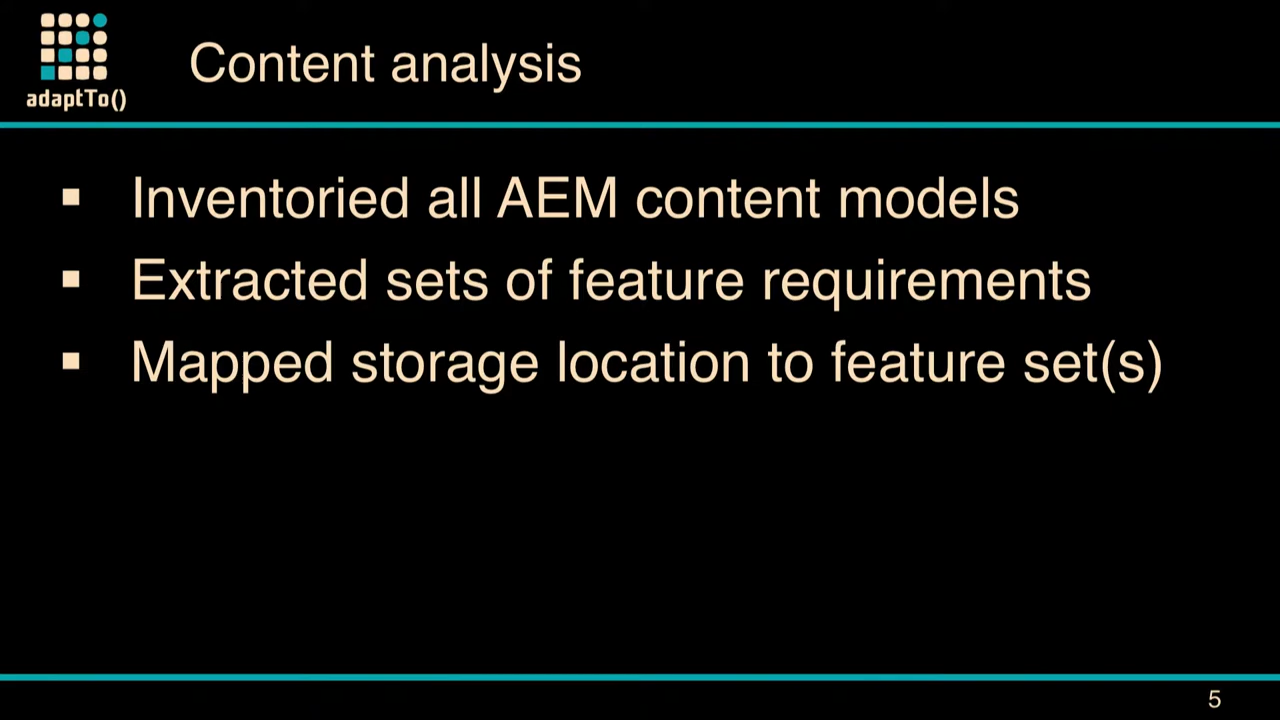 adaptTo()
Content analysis
▪ Inventoried all AEM content models
▪ Extracted sets of feature requirements
▪ Mapped storage location to feature set(s)
5